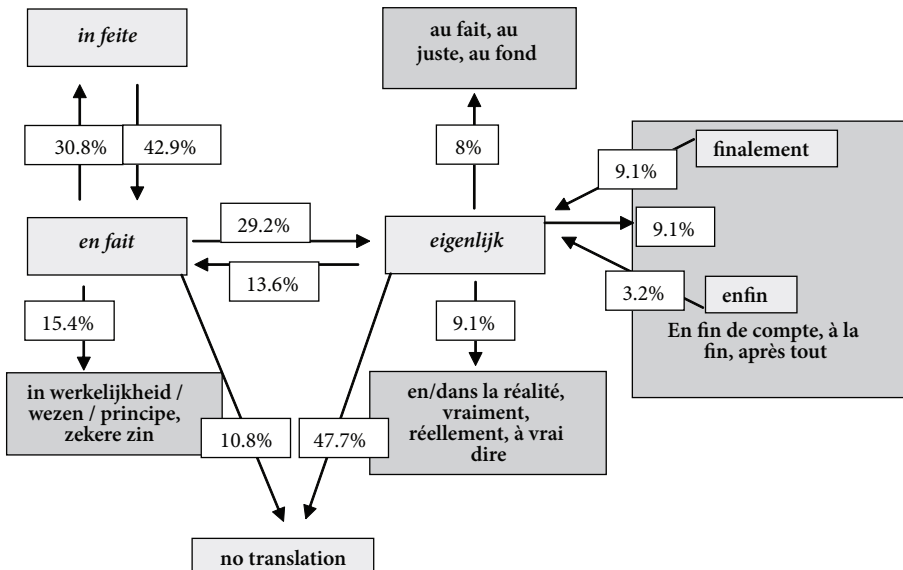 in feite
au fait, au
juste, au fond
30.8%
42.9%
8%
finalement
9.1%
en fait
29.2%
eigenlijk
9.1%
13.6%
3.2%
enfin
15.4%
9.1%
En fin de compte, à la
fin, après tout
in werkelijkheid /
wezen / principe,
zekere zin
10.8%
47.7%
en/dans la réalité,
vraiment,
réellement, à vrai
dire
no translation